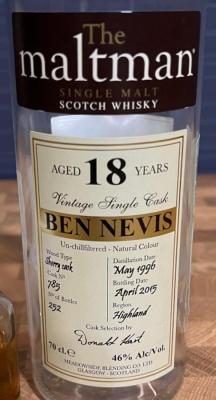 The
maltman
SINGLE MALT
SCOTCH WHISKY
AGED 18 YEARS
Vintage Single Cask
BEN NEVIS
Un-chillfiltered - Natural Colour
Wood Type
Sherry cask
Cask Nº
785
Nº of Bottles
252
Distillation Date
May 1996
Bottling Date
April 2015
Region
Highland
Cask Selection by
Donald Hart
70 cl.e
46% Alc/Vol.
MEADOWSIDE BLENDING CO. LTD.
GLASGOW - SCOTLAND